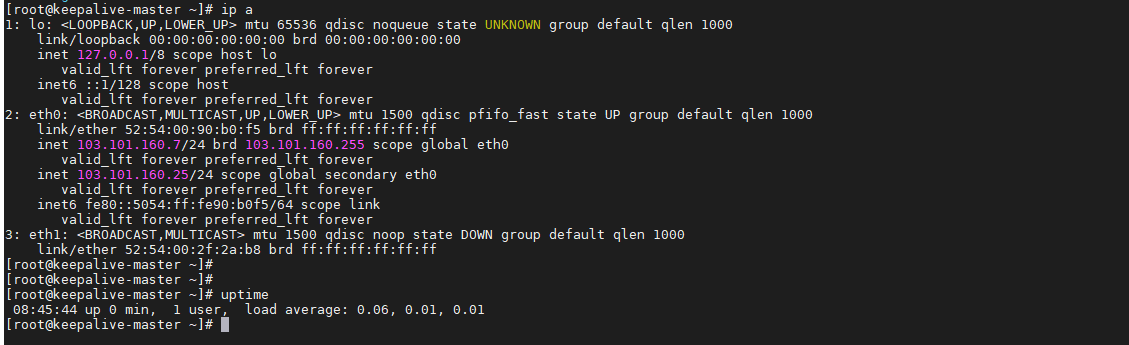 [root@keepalive-master ~]# ip a
1: lo: <LOOPBACK,UP,LOWER_UP> mtu 65536 qdisc noqueue state UNKNOWN group default qlen 1000
    link/loopback 00:00:00:00:00:00 brd 00:00:00:00:00:00
    inet 127.0.0.1/8 scope host lo
       valid_lft forever preferred_lft forever
    inet6 ::1/128 scope host
       valid_lft forever preferred_lft forever
2: eth0: <BROADCAST,MULTICAST,UP,LOWER_UP> mtu 1500 qdisc pfifo_fast state UP group default qlen 1000
    link/ether 52:54:00:90:b0:f5 brd ff:ff:ff:ff:ff:ff
    inet 103.101.160.7/24 brd 103.101.160.255 scope global eth0
       valid_lft forever preferred_lft forever
    inet 103.101.160.25/24 scope global secondary eth0
       valid_lft forever preferred_lft forever
    inet6 fe80::5054:ff:fe90:b0f5/64 scope link
       valid_lft forever preferred_lft forever
3: eth1: <BROADCAST,MULTICAST> mtu 1500 qdisc noop state DOWN group default qlen 1000
    link/ether 52:54:00:2f:2a:b8 brd ff:ff:ff:ff:ff:ff
[root@keepalive-master ~]#
[root@keepalive-master ~]#
[root@keepalive-master ~]# uptime
 08:45:44 up 0 min,  1 user,  load average: 0.06, 0.01, 0.01
[root@keepalive-master ~]#